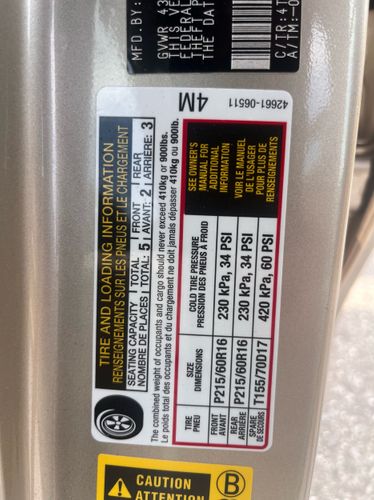 MFD.BY:
GVWR 43
THIS VE
FEDERAL
THEFT P
THE DAT
C/TR:4T
A/TM:-0
TIRE AND LOADING INFORMATION
RENSEIGNEMENTS SUR LES PNEUS ET LE CHARGEMENT
SEATING CAPACITY TOTAL: 5 FRONT 2 REAR 3
NOMBRE DE PLACES TOTAL: AVANT: ARRIÈRE:
The combined weight of occupants and cargo should never exceed 410kg or 900lbs.
Le poids total des occupants et du chargement ne doit jamais dépasser 410kg ou 900lb.
TIRE
PNEU
SIZE
DIMENSIONS
COLD TIRE PRESSURE
PRESSION DES PNEUS À FROID
SEE OWNER'S
MANUAL FOR
ADDITIONAL
INFORMATION
FRONT
AVANT
P215/60R16
230 kPa, 34 PSI
REAR
ARRIÈRE
P215/60R16
230 kPa, 34 PSI
VOIR LE MANUEL
DE L'USAGER
POUR PLUS DE
RENSEIGNEMENTS
SPARE
DE SECOURS
T155/70D17
420 kPa, 60 PSI
4M
42661-06511
CAUTION
ATTENTION
B